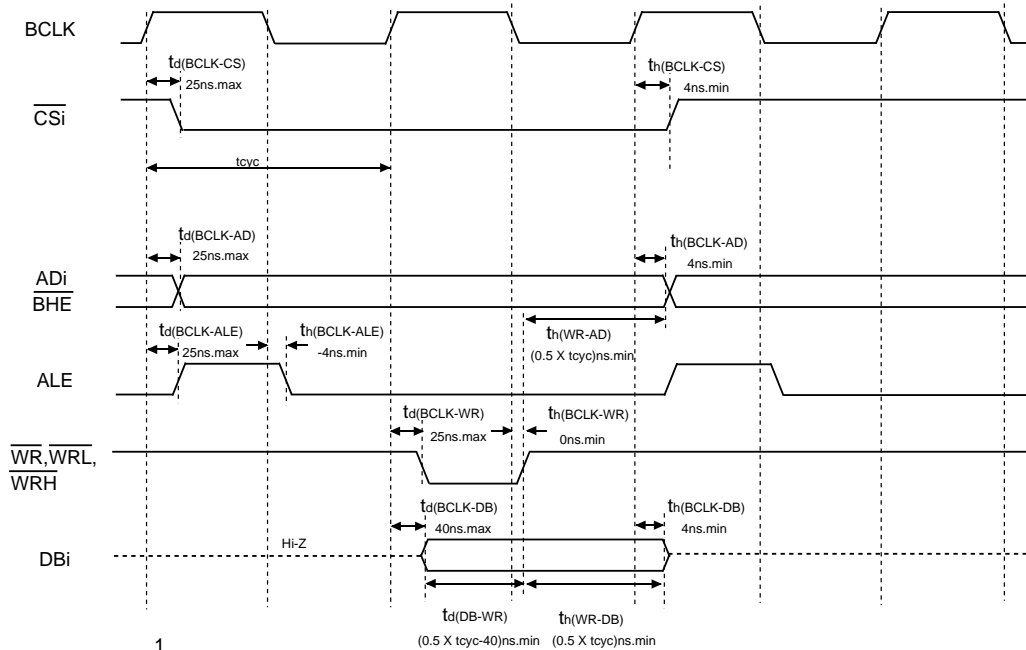 BCLK
td(BCLK-CS)
25ns.max
th(BCLK-CS)
4ns.min
CSi
tcyc
td(BCLK-AD)
25ns.max
th(BCLK-AD)
4ns.min
ADi
BHE
td(BCLK-ALE)
25ns.max
th(BCLK-ALE)
-4ns.min
th(WR-AD)
(0.5 X tcyc)ns.min
ALE
td(BCLK-WR)
25ns.max
th(BCLK-WR)
0ns.min
WR,WRL,
WRH
td(BCLK-DB)
40ns.max
th(BCLK-DB)
4ns.min
Hi-Z
DBi
td(DB-WR)
(0.5 X tcyc-40)ns.min
th(WR-DB)
(0.5 X tcyc)ns.min
1